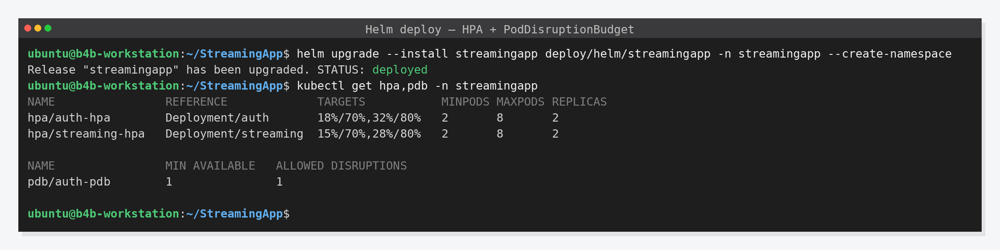 Helm deploy — HPA + PodDisruptionBudget
ubuntu@b4b-workstation:~/StreamingApp$ helm upgrade --install streamingapp deploy/helm/streamingapp -n streamingapp --create-namespace
Release "streamingapp" has been upgraded. STATUS: deployed
ubuntu@b4b-workstation:~/StreamingApp$ kubectl get hpa,pdb -n streamingapp
NAME                REFERENCE             TARGETS           MINPODS MAXPODS REPLICAS
hpa/auth-hpa        Deployment/auth       18%/70%,32%/80%   2       8       2
hpa/streaming-hpa   Deployment/streaming  15%/70%,28%/80%   2       8       2
NAME                MIN AVAILABLE   ALLOWED DISRUPTIONS
pdb/auth-pdb        1               1
ubuntu@b4b-workstation:~/StreamingApp$